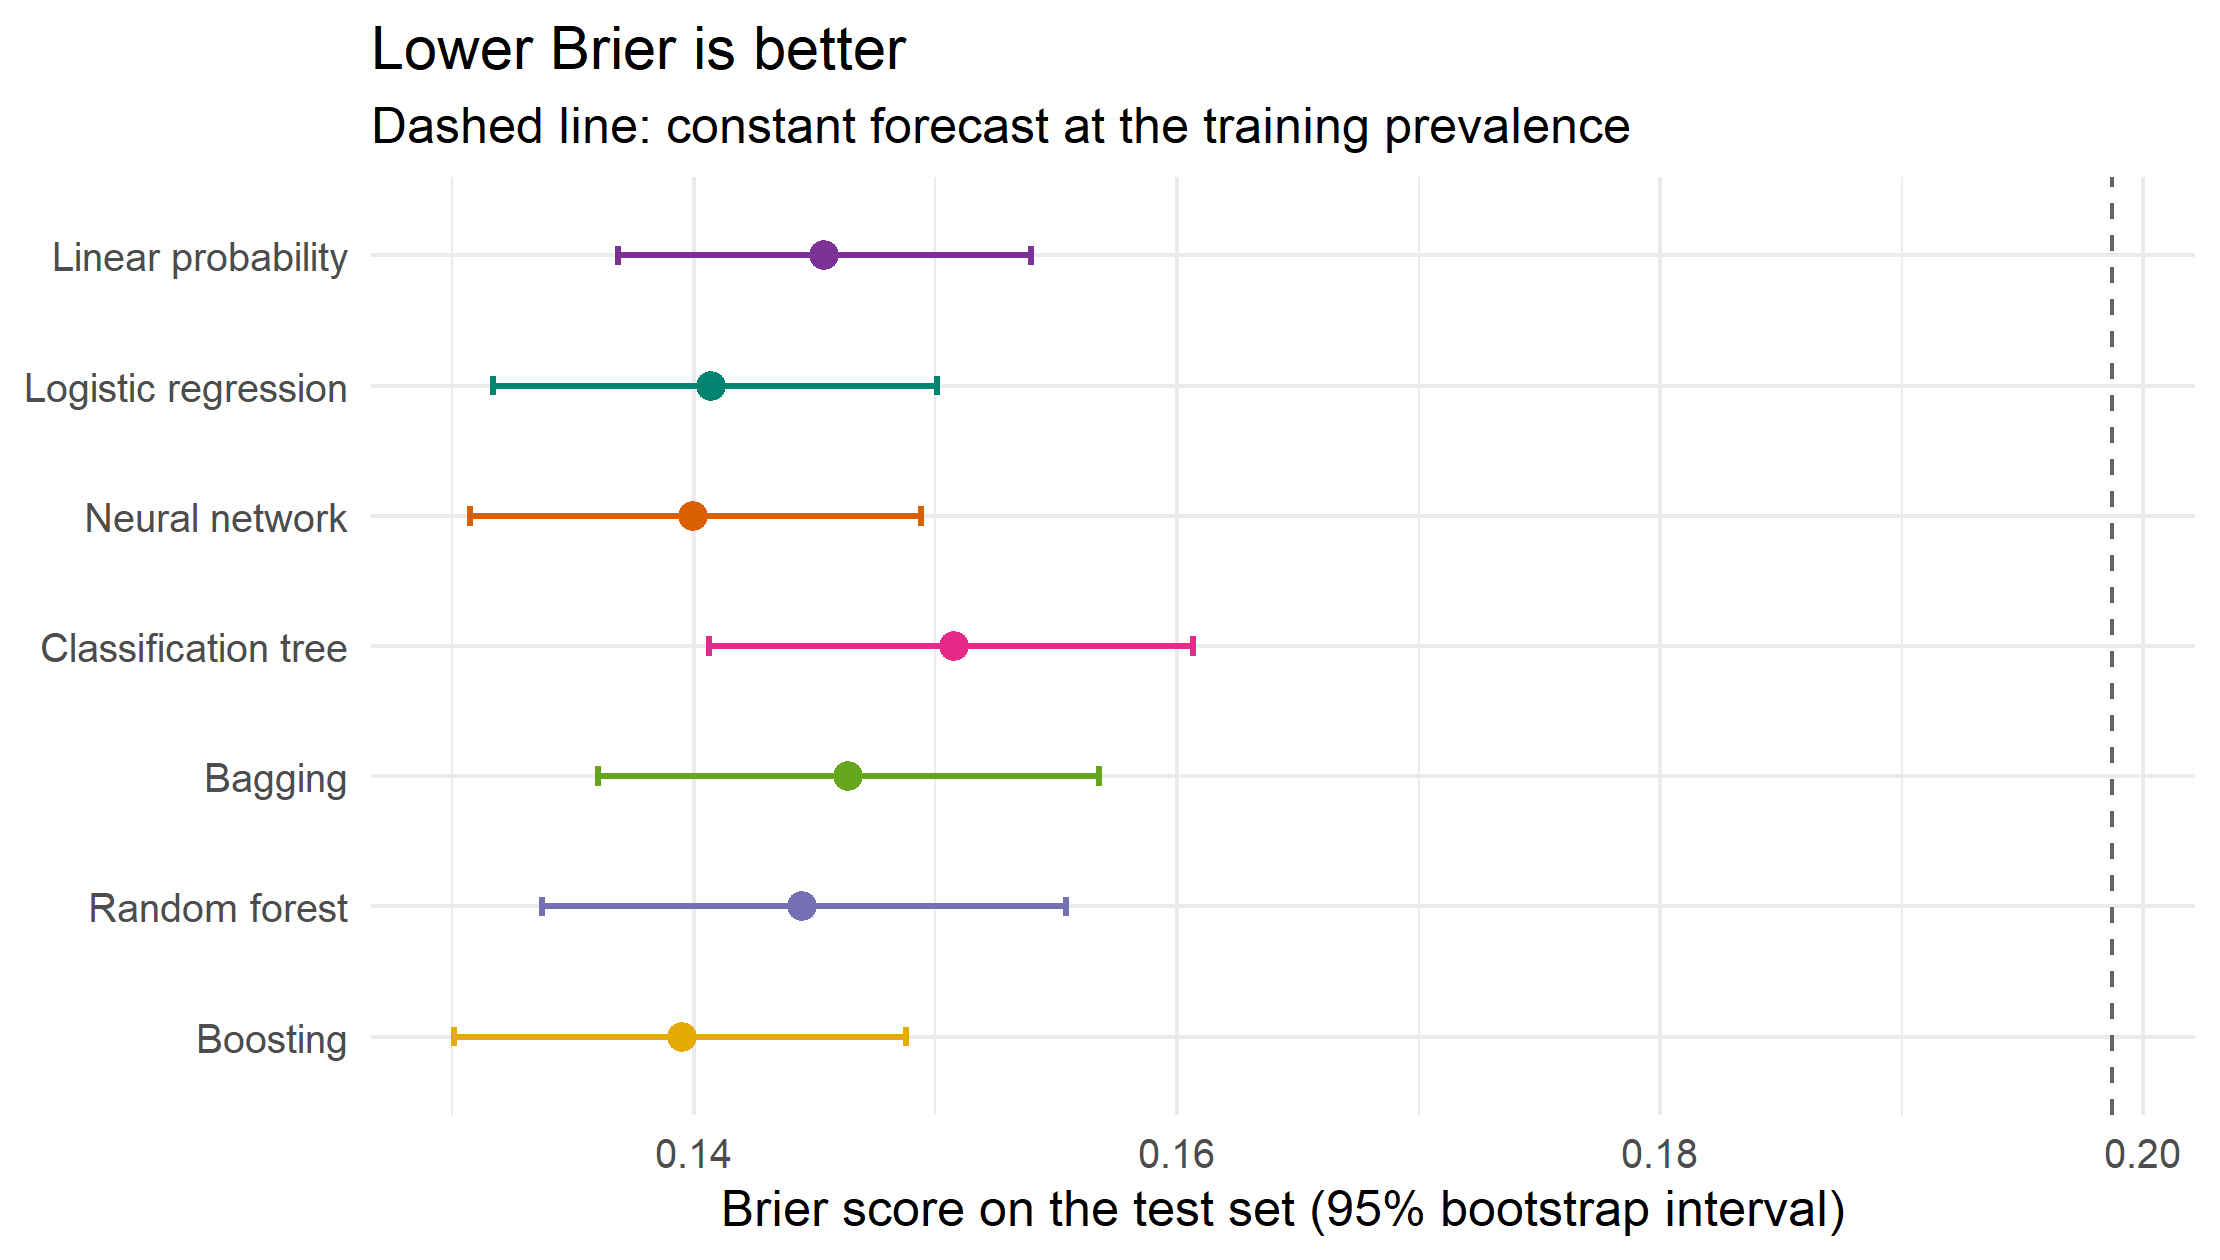 Lower Brier is better
Dashed line: constant forecast at the training prevalence
Linear probability
Logistic regression
Neural network
Classification tree
Bagging
Random forest
Boosting
0.14 0.16 0.18 0.20
Brier score on the test set (95% bootstrap interval)